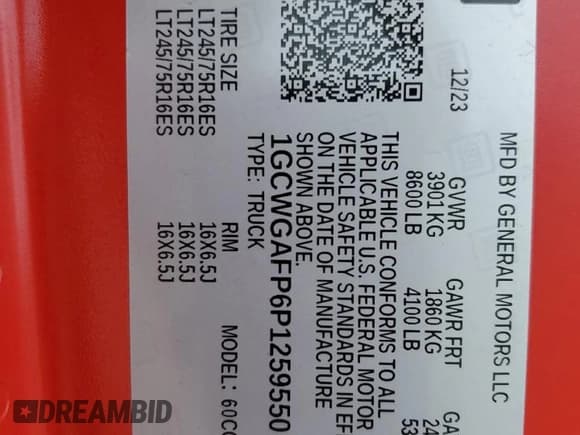 MFD BY GENERAL MOTORS LLC
12/23
GVWR
GAWR FRT
3901 KG
1860 KG
8600 LB
4100 LB
THIS VEHICLE CONFORMS TO ALL
APPLICABLE U.S. FEDERAL MOTOR
VEHICLE SAFETY STANDARDS IN EF
ON THE DATE OF MANUFACTURE
SHOWN ABOVE.
1GCWGAFP6P1259550
TYPE: TRUCK
MODEL:
TIRE SIZE
RIM
LT245/75R16ES
16X6.5J
LT245/75R16ES
16X6.5J
LT245/75R16ES
16X6.5J
DREAMBID